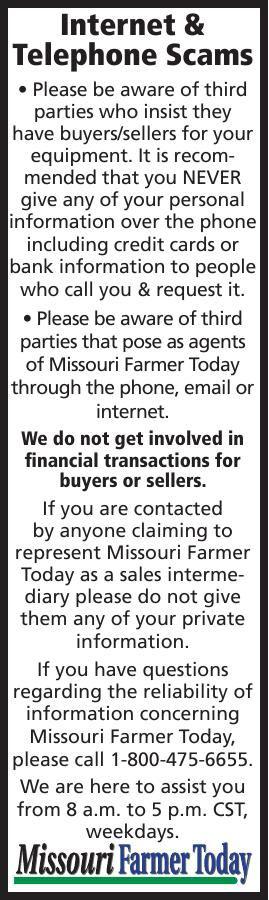 Internet &
Telephone Scams
• Please be aware of third
parties who insist they
have buyers/sellers for your
equipment. It is recom-
mended that you NEVER
give any of your personal
information over the phone
including credit cards or
bank information to people
who call you & request it.
• Please be aware of third
parties that pose as agents
of Missouri Farmer Today
through the phone, email or
internet.
We do not get involved in
financial transactions for
buyers or sellers.
If you are contacted
by anyone claiming to
represent Missouri Farmer
Today as a sales interme-
diary please do not give
them any of your private
information.
If you have questions
regarding the reliability of
information concerning
Missouri Farmer Today,
please call 1-800-475-6655.
We are here to assist you
from 8 a.m. to 5 p.m. CST,
weekdays.
Missouri Farmer Today